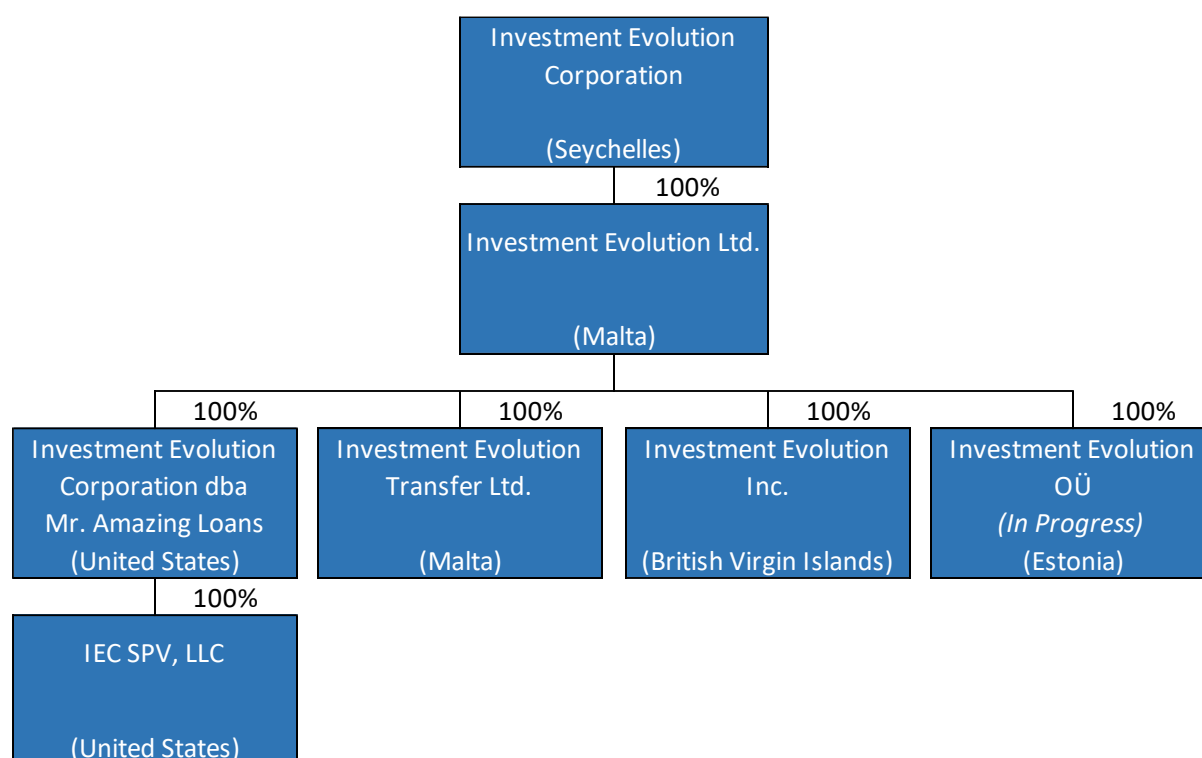 Investment Evolution
Corporation
(Seychelles)
100%
Investment Evolution Ltd.
(Malta)
100%
100%
100%
100%
Investment Evolution
Corporation dba
Mr. Amazing Loans
(United States)
Investment Evolution
Transfer Ltd.
(Malta)
Investment Evolution
Inc.
(British Virgin Islands)
Investment Evolution
OÜ
(In Progress)
(Estonia)
100%
IEC SPV, LLC
(United States)